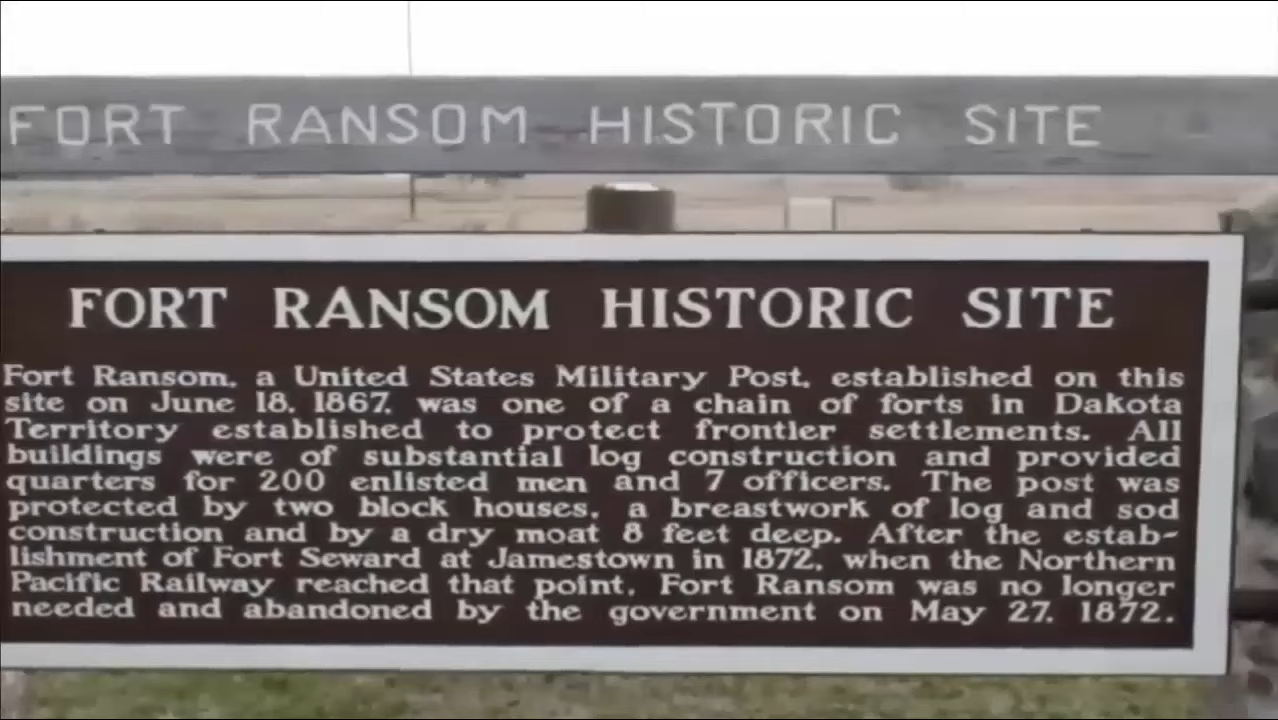 FORT RANSOM HISTORIC SITE
FORT RANSOM HISTORIC SITE
Fort Ransom, a United States Military Post, established on this
site on June 18, 1867, was one of a chain of forts in Dakota
Territory established to protect frontier settlements. All
buildings were of substantial log construction and provided
quarters for 200 enlisted men and 7 officers. The post was
protected by two block houses, a breastwork of log and sod
construction and by a dry moat 8 feet deep. After the estab-
lishment of Fort Seward at Jamestown in 1872, when the Northern
Pacific Railway reached that point, Fort Ransom was no longer
needed and abandoned by the government on May 27, 1872.